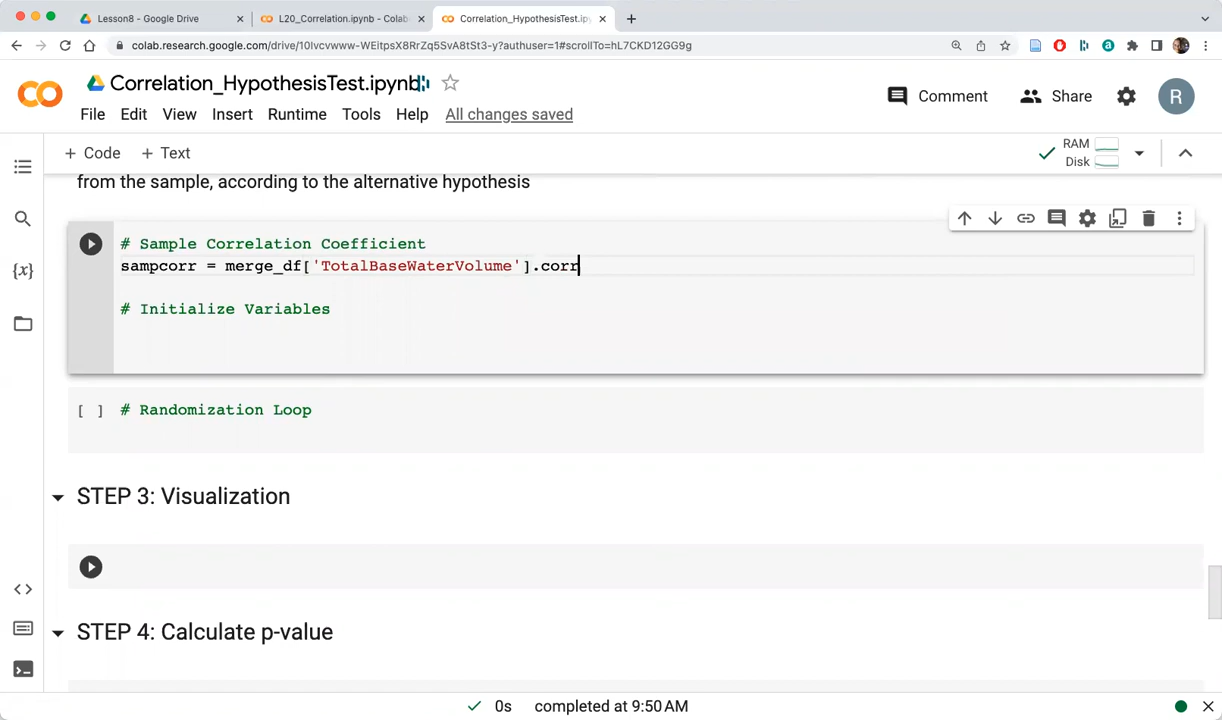 Lesson8 - Google Drive
L20_Correlation.ipynb - Colab
Correlation_HypothesisTest.ipy
colab.research.google.com/drive/10Ivcvwww-WEitpsX8RrZq5SvA8tSt3-y?authuser=1#scrollTo=hL7CKD12GG9g
Correlation_HypothesisTest.ipynb
Comment
Share
R
File Edit View Insert Runtime Tools Help All changes saved
+ Code + Text
RAM
Disk
from the sample, according to the alternative hypothesis
# Sample Correlation Coefficient
sampcorr = merge_df['TotalBaseWaterVolume'].corr
# Initialize Variables
[ ] # Randomization Loop
STEP 3: Visualization
STEP 4: Calculate p-value
0s completed at 9:50 AM